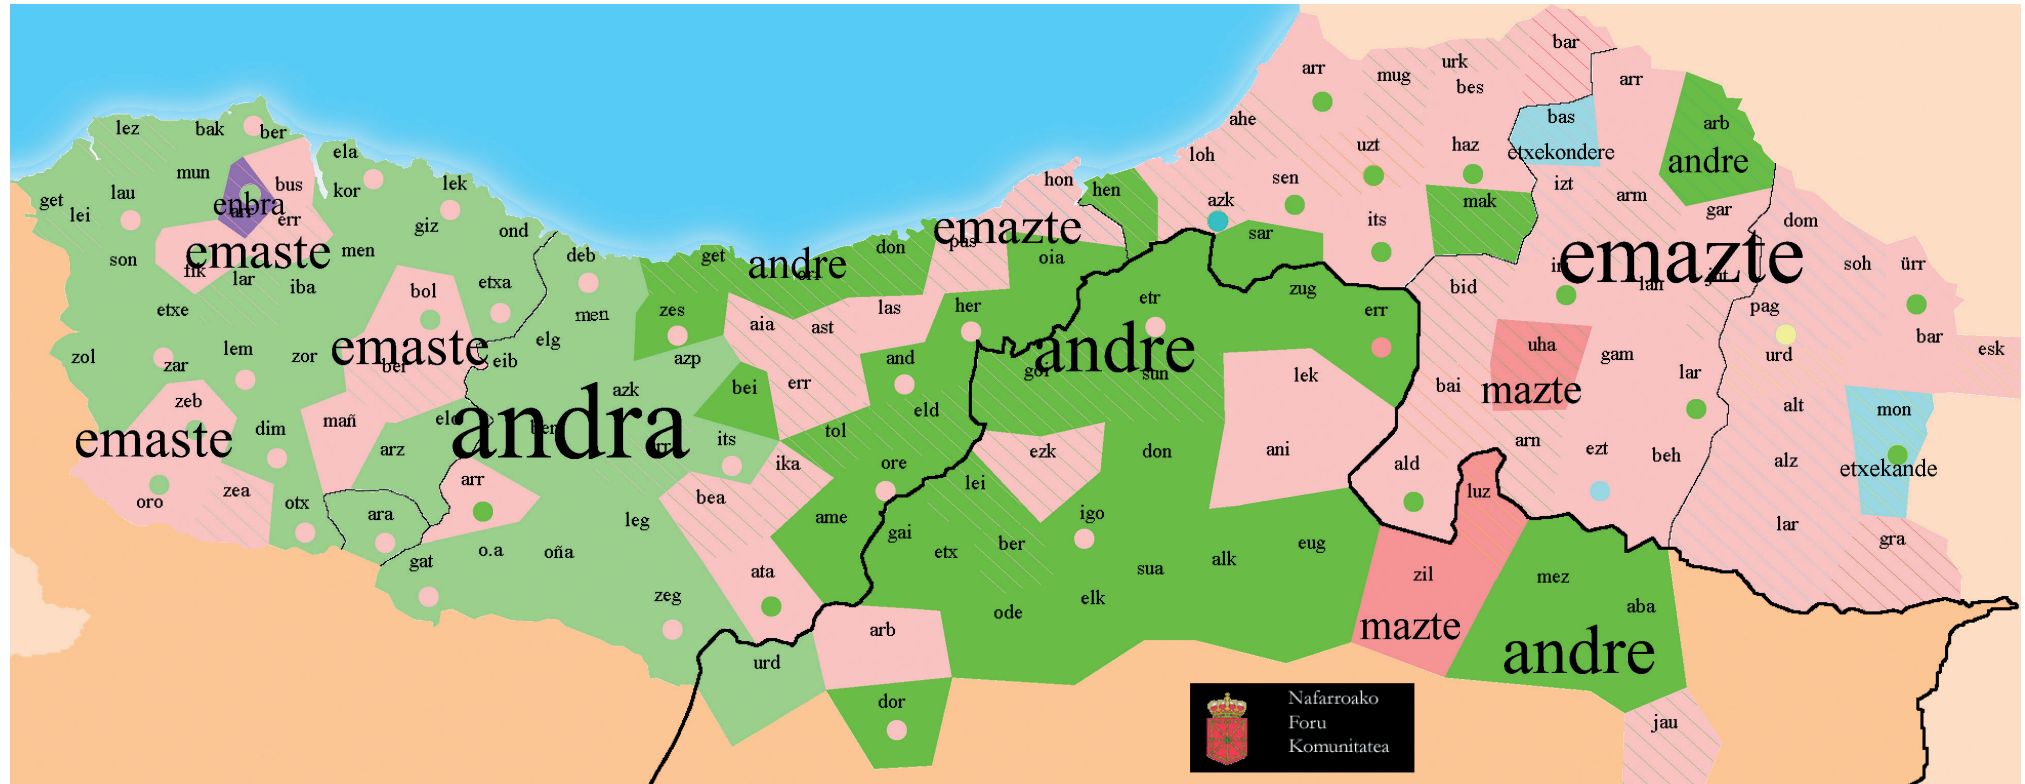 bar
arr
mug
urk
bes
arr
lez
bak
ber
ahe
bas
arb
mun
ela
uzt
haz
etxekondere
andre
loh
get
lau
bus
kor
lek
hon
hen
sen
izt
arm
lei
enbra
err
giz
azk
its
mak
gar
dom
ond
emazte
sar
son
emaste
men
deb
get
andre
don
pas
oia
emazte
soh
ürr
fik
lar
iba
etxa
bol
zug
bid
lan
pag
etxe
men
zes
aia
ast
las
her
etr
err
bar
zol
zar
lem
zor
emaste
eib
elg
azp
and
andre
uha
gam
urd
esk
azk
bei
err
goi
sun
lek
bai
mazte
lar
zeb
mañ
andra
eld
alt
mon
emaste
dim
arz
its
tol
ezk
don
ani
arn
ezt
beh
ika
ore
lei
ald
luz
alz
etxekande
oro
zea
otx
arr
bea
ara
leg
ame
igo
lar
gat
o.a
oña
gai
etx
ber
eug
gra
ata
sua
alk
zil
mez
zeg
ode
elk
aba
arb
mazte
andre
urd
dor
jau
Nafarroako
Foru
Komunitatea